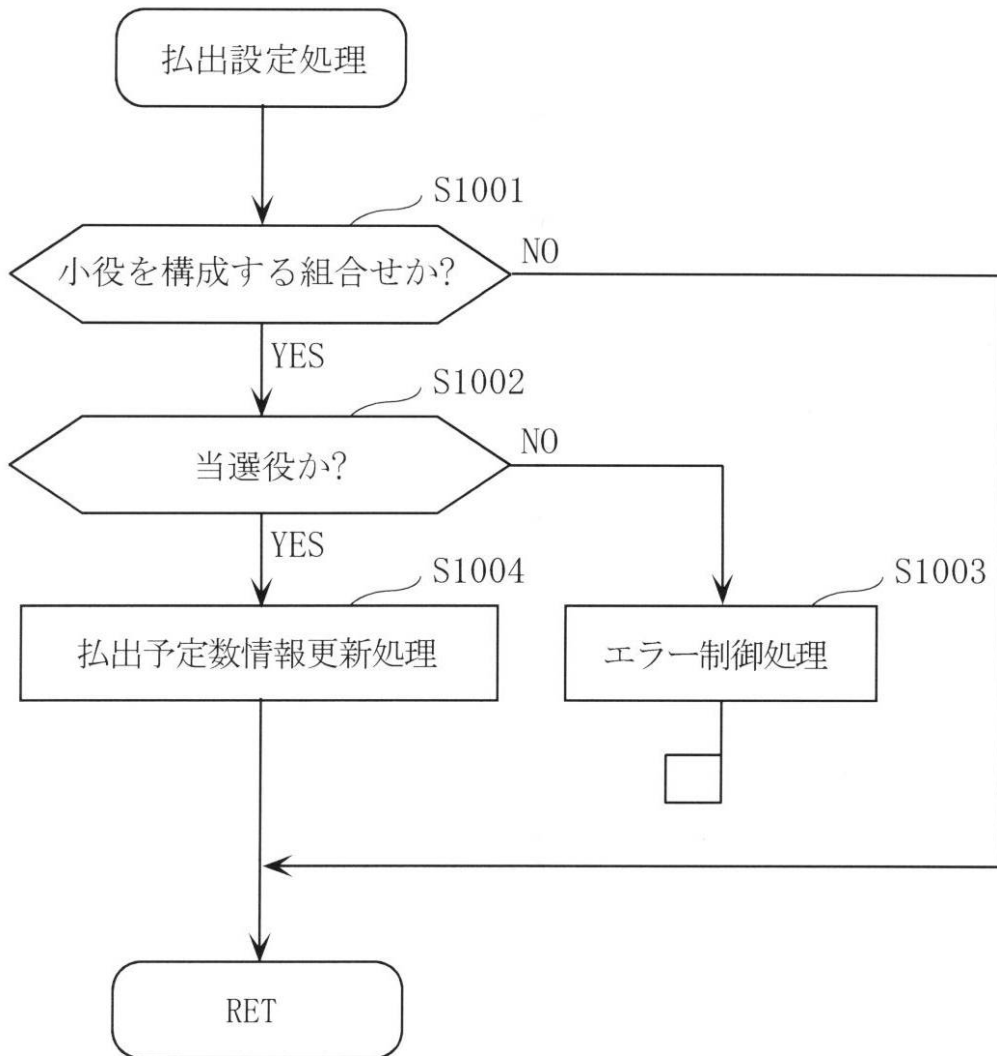 払出設定処理
S1001
小役を構成する組合せか?
NO
YES
S1002
当選役か?
NO
YES
S1004
払出予定数情報更新処理
S1003
エラー制御処理
RET